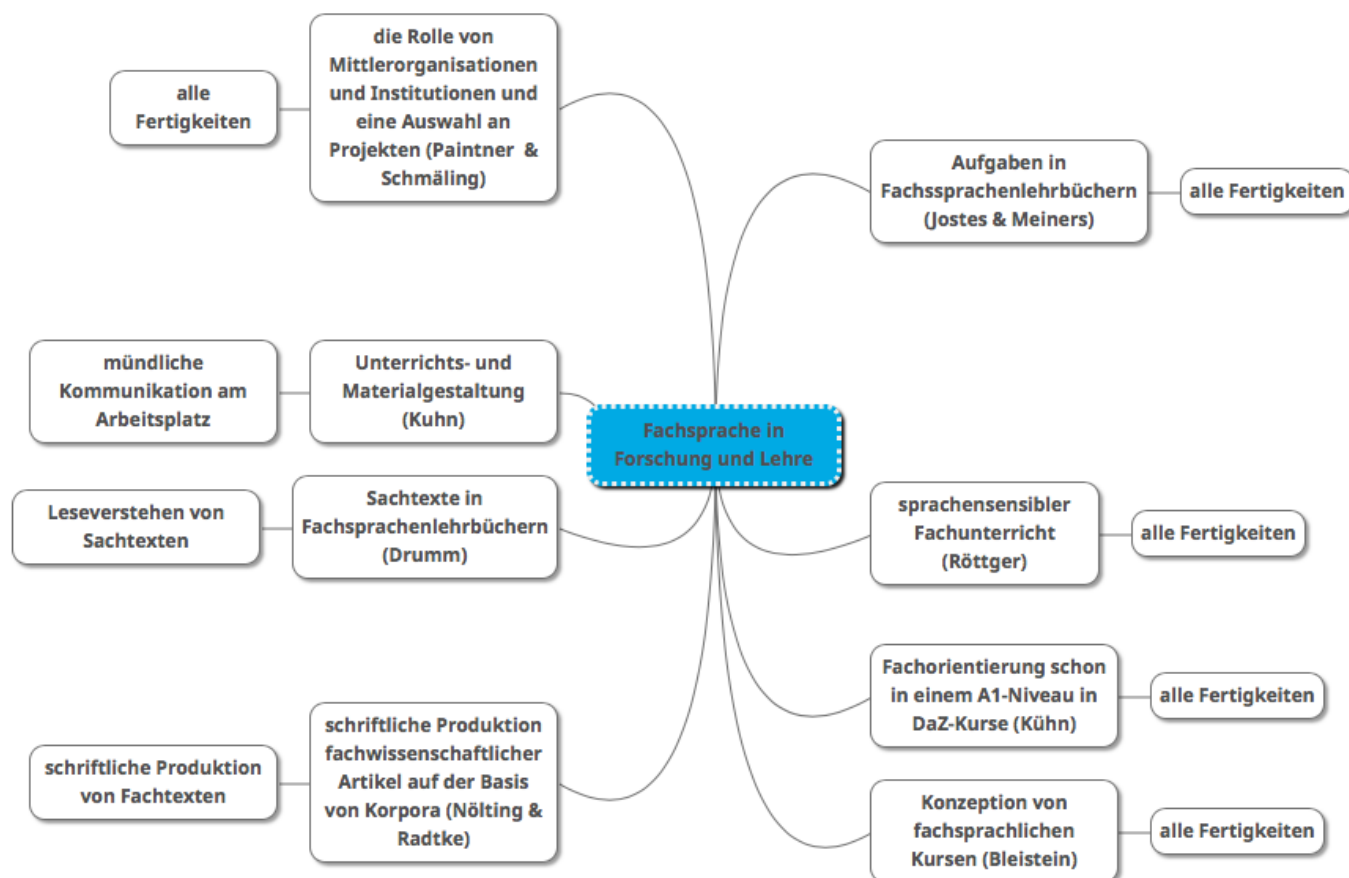 die Rolle von
Mittlerorganisationen
und Institutionen und
eine Auswahl an
Projekten (Paintner &
Schmäling)
alle
Fertigkeiten
Aufgaben in
Fachssprachenlehrbüchern
(Jostes & Meiners)
alle Fertigkeiten
mündliche
Kommunikation am
Arbeitsplatz
Unterrichts- und
Materialgestaltung
(Kuhn)
Fachsprache in
Forschung und Lehre
Leseverstehen von
Sachtexten
Sachtexte in
Fachsprachenlehrbüchern
(Drumm)
sprachensensibler
Fachunterricht
(Röttger)
alle Fertigkeiten
Fachorientierung schon
in einem A1-Niveau in
DaZ-Kurse (Kühn)
alle Fertigkeiten
schriftliche Produktion
von Fachtexten
schriftliche Produktion
fachwissenschaftlicher
Artikel auf der Basis
von Korpora (Nölting &
Radtke)
Konzeption von
fachsprachlichen
Kursen (Bleistein)
alle Fertigkeiten